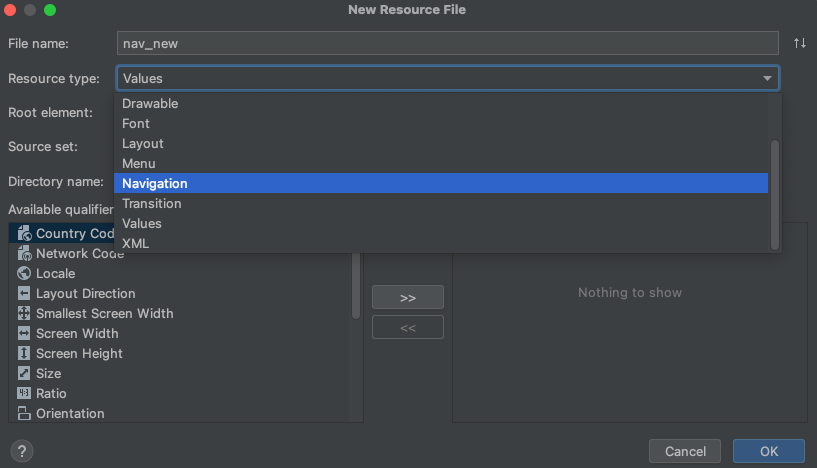 New Resource File
File name:
nav_new
Resource type:
Values
Root element:
Drawable
Font
Source set:
Layout
Menu
Directory name:
Navigation
Transition
Available qualifier
Values
Country Cod
XML
Network Code
Locale
Layout Direction
Smallest Screen Width
Screen Width
Screen Height
Size
Ratio
Orientation
>>
<<
Nothing to show
?
Cancel
OK